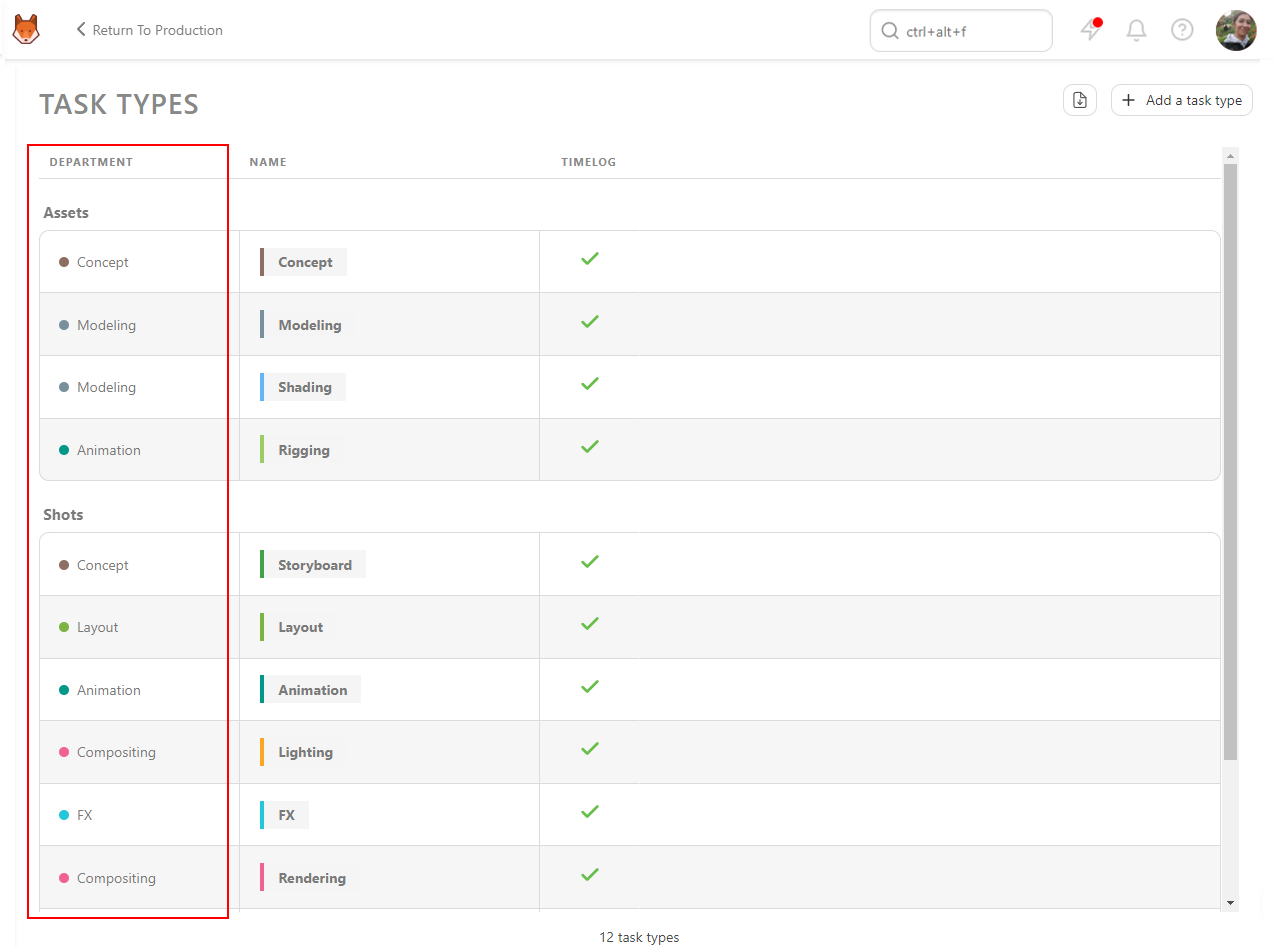 Return To Production
ctrl+alt+f
TASK TYPES
Add a task type
DEPARTMENT NAME TIMELOG
Assets
Concept Concept
Modeling Modeling
Modeling Shading
Animation Rigging
Shots
Concept Storyboard
Layout Layout
Animation Animation
Compositing Lighting
FX FX
Compositing Rendering
12 task types